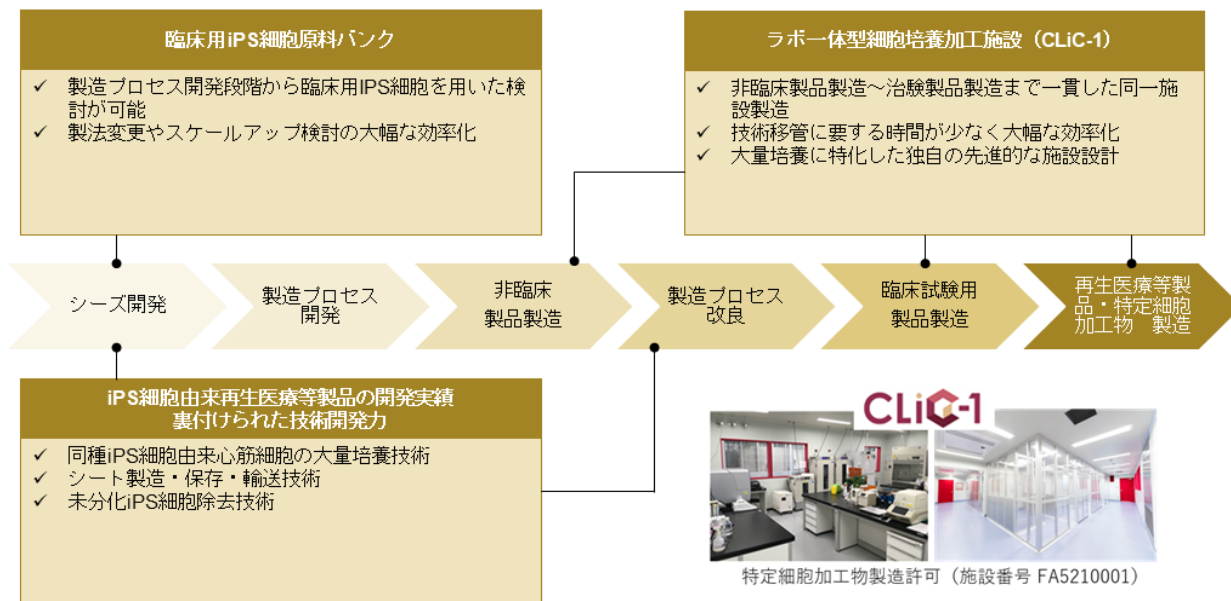 臨床用iPS細胞原料バンク
✓ 製造プロセス開発段階から臨床用IPS細胞を用いた検
討が可能
✓ 製法変更やスケールアップ検討の大幅な効率化
ラボ一体型細胞培養加工施設（CLiC-1）
✓ 非臨床製品製造～治験製品製造まで一貫した同一施
設製造
✓ 技術移管に要する時間が少なく大幅な効率化
✓ 大量培養に特化した独自の先進的な施設設計
シーズ開発
製造プロセス
開発
非臨床
製品製造
製造プロセス
改良
臨床試験用
製品製造
再生医療等製
品・特定細胞
加工物　製造
iPS細胞由来再生医療等製品の開発実績
裏付けられた技術開発力
✓ 同種iPS細胞由来心筋細胞の大量培養技術
✓ シート製造・保存・輸送技術
✓ 未分化iPS細胞除去技術
CLiC-1
特定細胞加工物製造許可（施設番号 FA5210001）